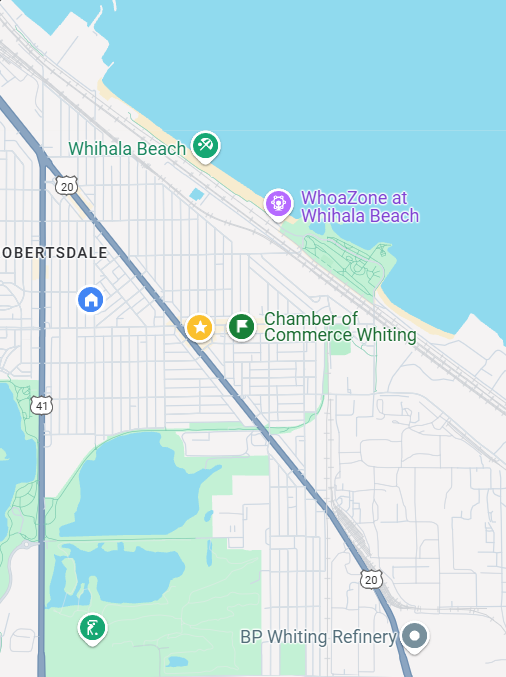 Whihala Beach
20
WhoaZone at
Whihala Beach
OBERTSDALE
Chamber of
Commerce Whiting
41
20
BP Whiting Refinery